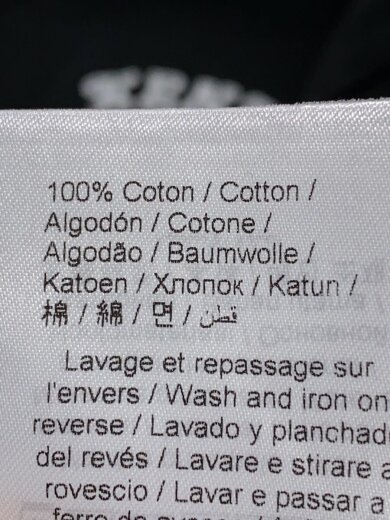 100% Coton / Cotton /
Algodón / Cotone /
Algodão / Baumwolle /
Katoen / Хлопок / Katun /
棉 / 綿 / 면 / قطن
Lavage et repassage sur
l'envers / Wash and iron on
reverse / Lavado y planchad
del revés / Lavare e stirare a
rovescio / Lavar e passar a